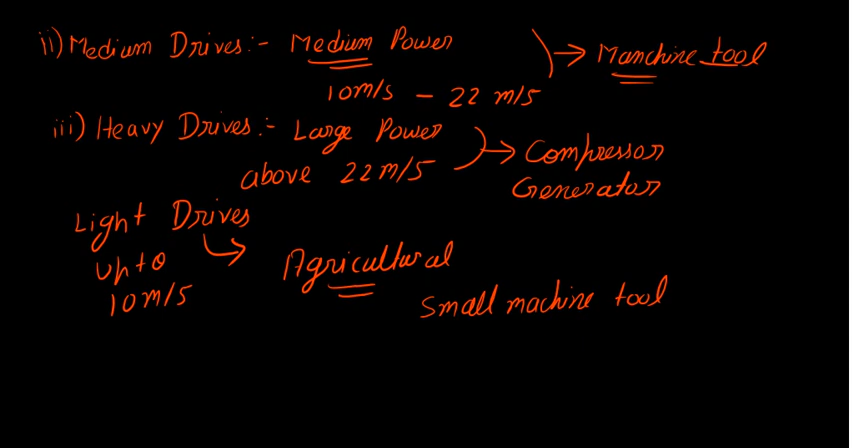 ii) Medium Drives:- Medium Power → Manchine tool
10m/s - 22 m/s
iii) Heavy Drives:- Large Power
above 22m/s → Compressor
Generator
Light Drives
upto
10m/s
Agricultural
Small machine tool